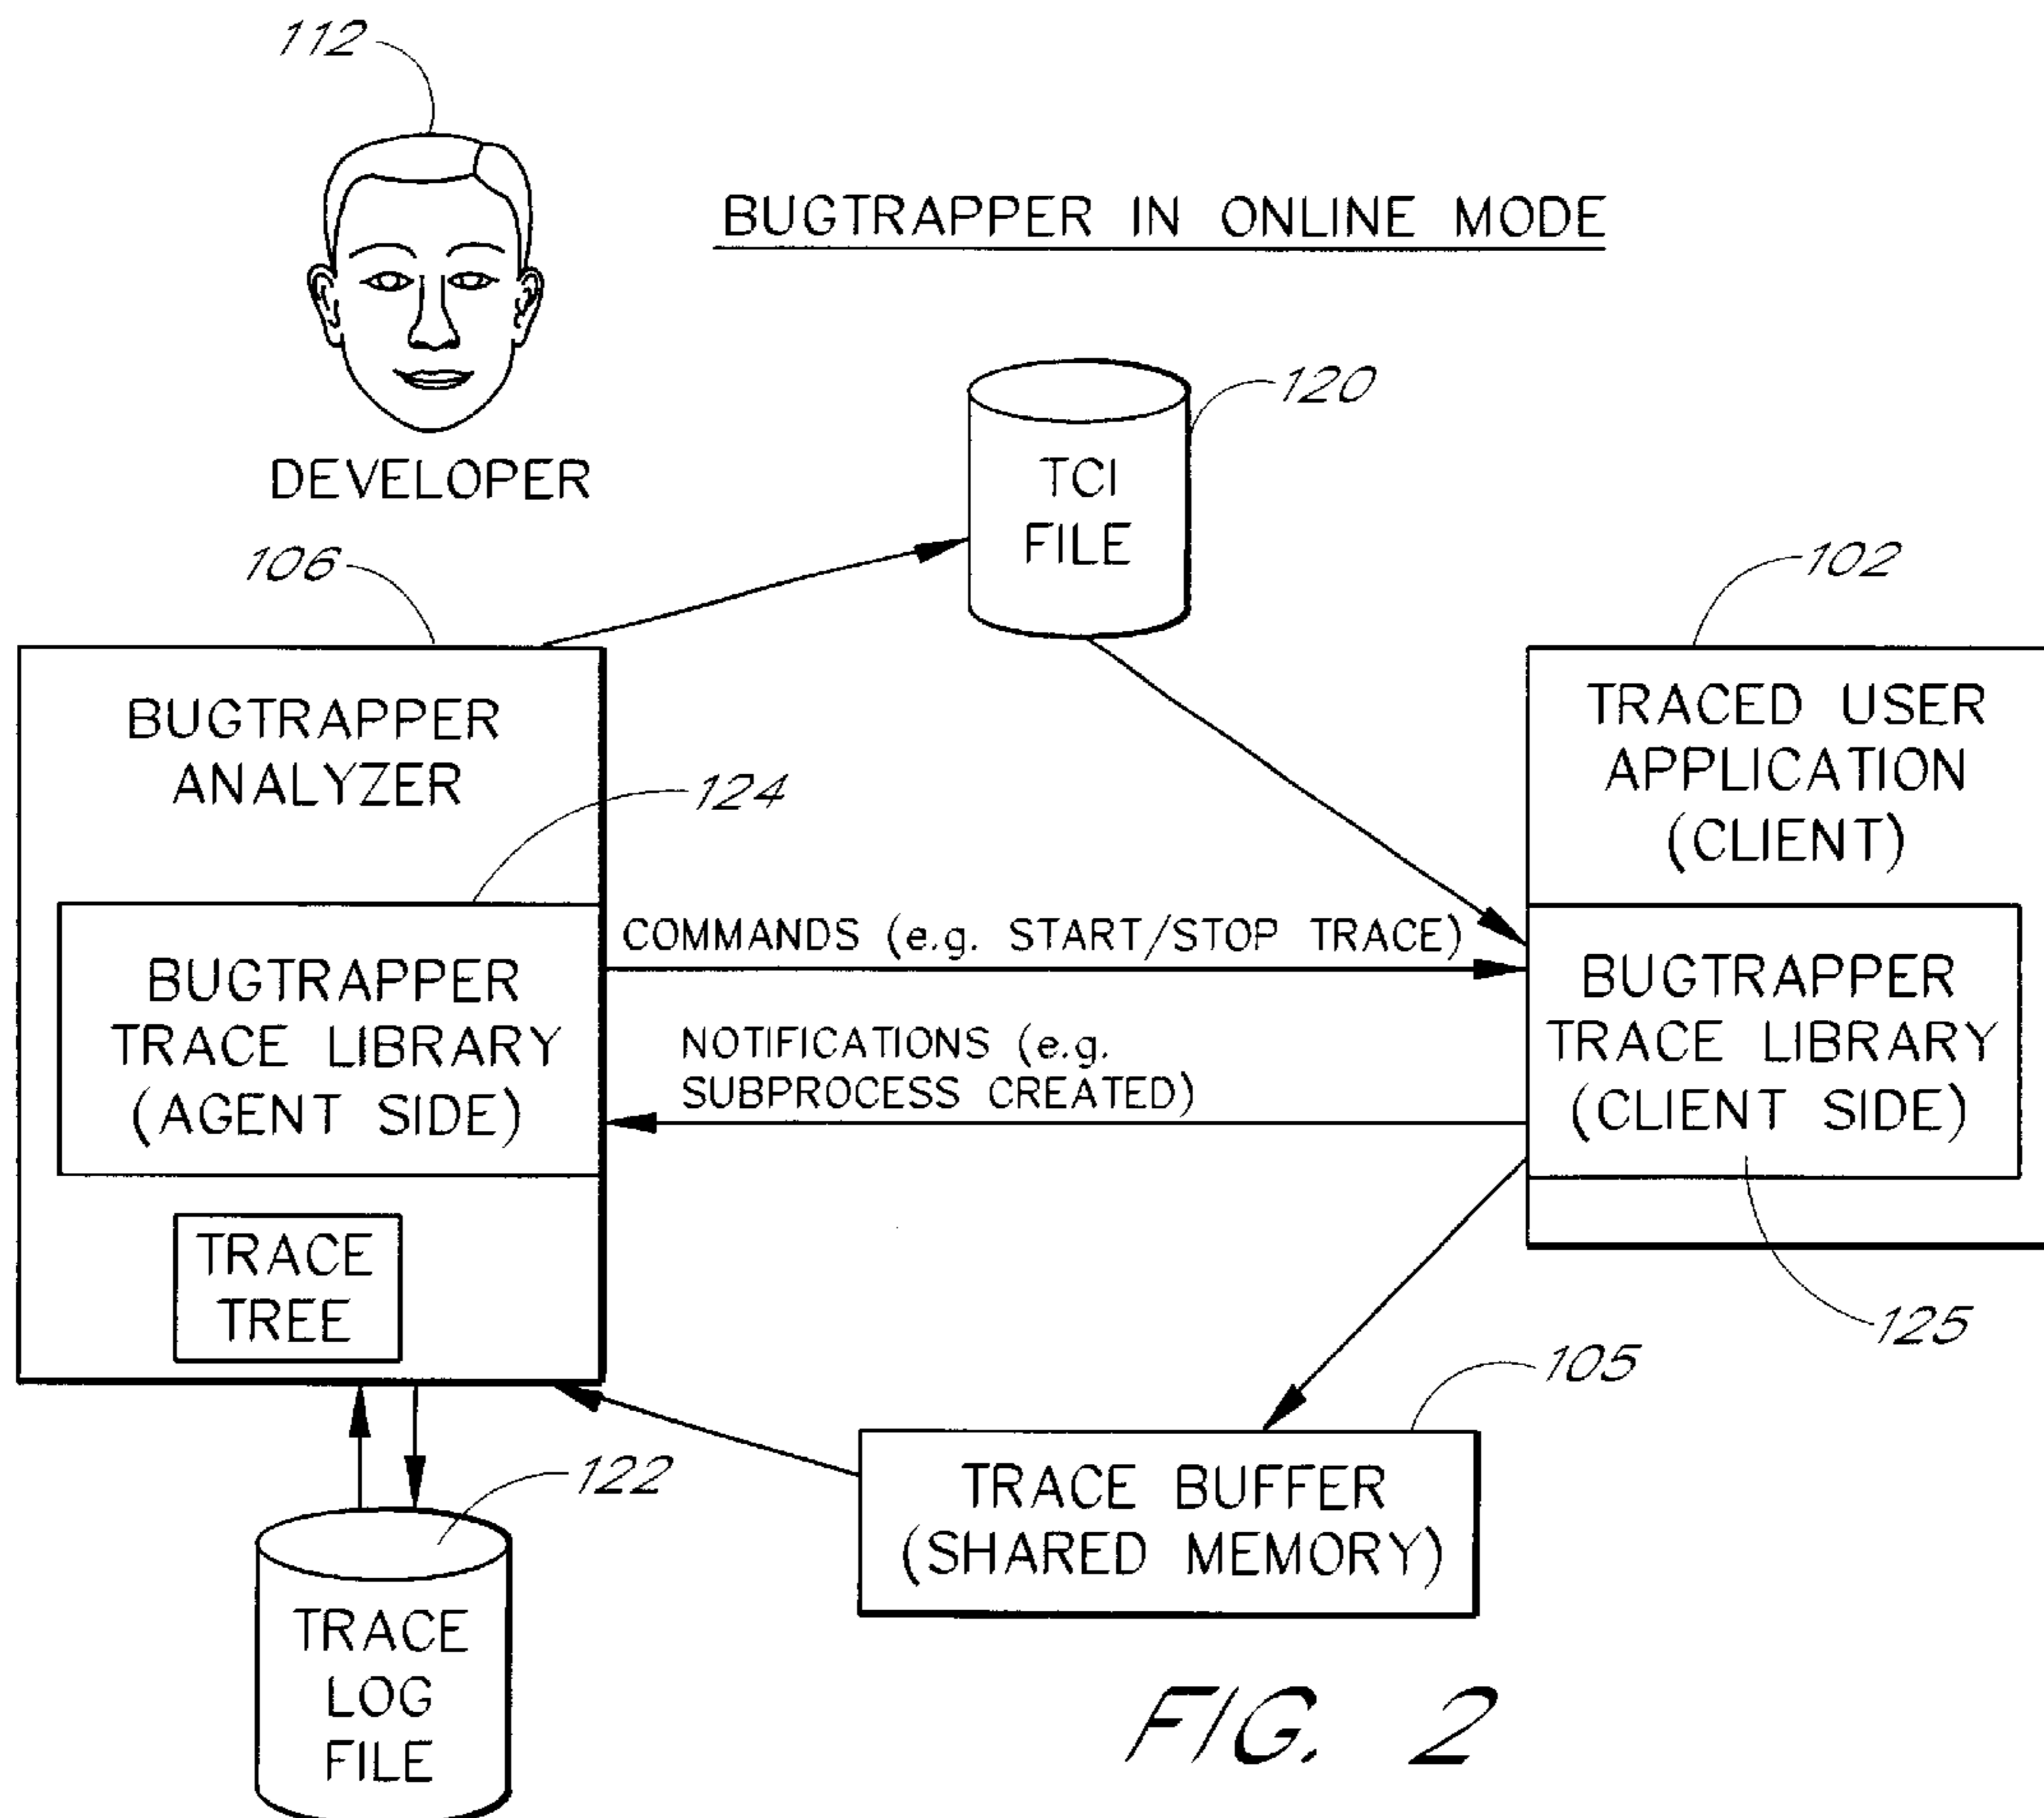 112
BUGTRAPPER IN ONLINE MODE
DEVELOPER
120
TCI
FILE
106
102
BUGTRAPPER
ANALYZER
124
TRACED USER
APPLICATION
(CLIENT)
COMMANDS (e.g. START/STOP TRACE)
BUGTRAPPER
TRACE LIBRARY
(AGENT SIDE)
NOTIFICATIONS (e.g.
SUBPROCESS CREATED)
BUGTRAPPER
TRACE LIBRARY
(CLIENT SIDE)
125
TRACE
TREE
105
122
TRACE BUFFER
(SHARED MEMORY)
TRACE
LOG
FILE
FIG. 2